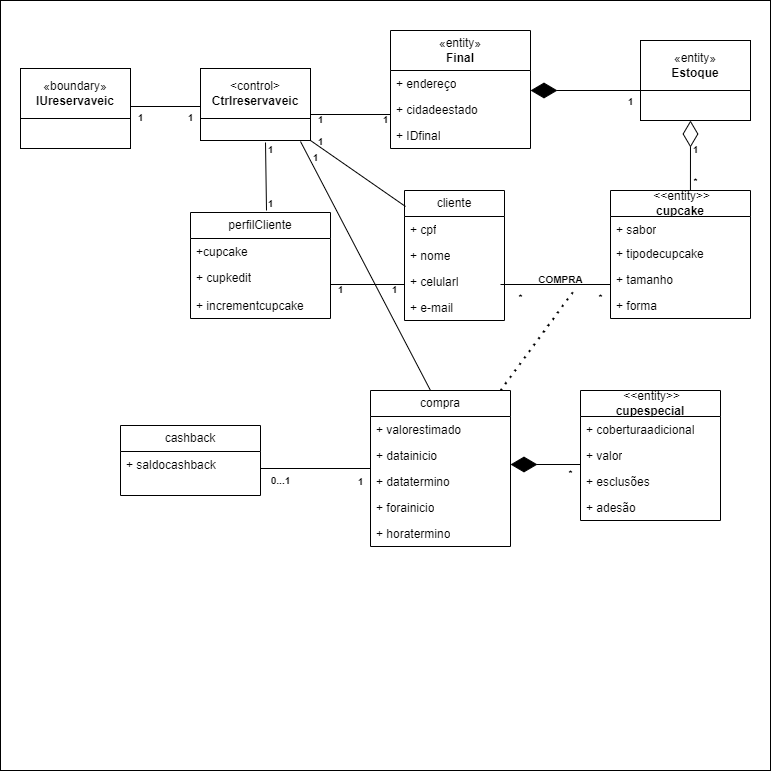 «boundary»
IUreservaveic
1
1
<control>
CtrIreservaveic
1
1
1
1
1
«entity»
Final
+ endereço
+ cidadeestado
+ IDfinal
1
«entity»
Estoque
1
*
<<entity>>
cupcake
+ sabor
+ tipodecupcake
+ tamanho
+ forma
1
perfilCliente
+cupcake
+ cupkedit
+ incrementcupcake
1
1
cliente
+ cpf
+ nome
+ celularl
+ e-mail
COMPRA
*
*
compra
+ valorestimado
+ datainicio
+ datatermino
+ forainicio
+ horatermino
*
<<entity>>
cupespecial
+ coberturaadicional
+ valor
+ esclusões
+ adesão
cashback
+ saldocashback
0...1
1